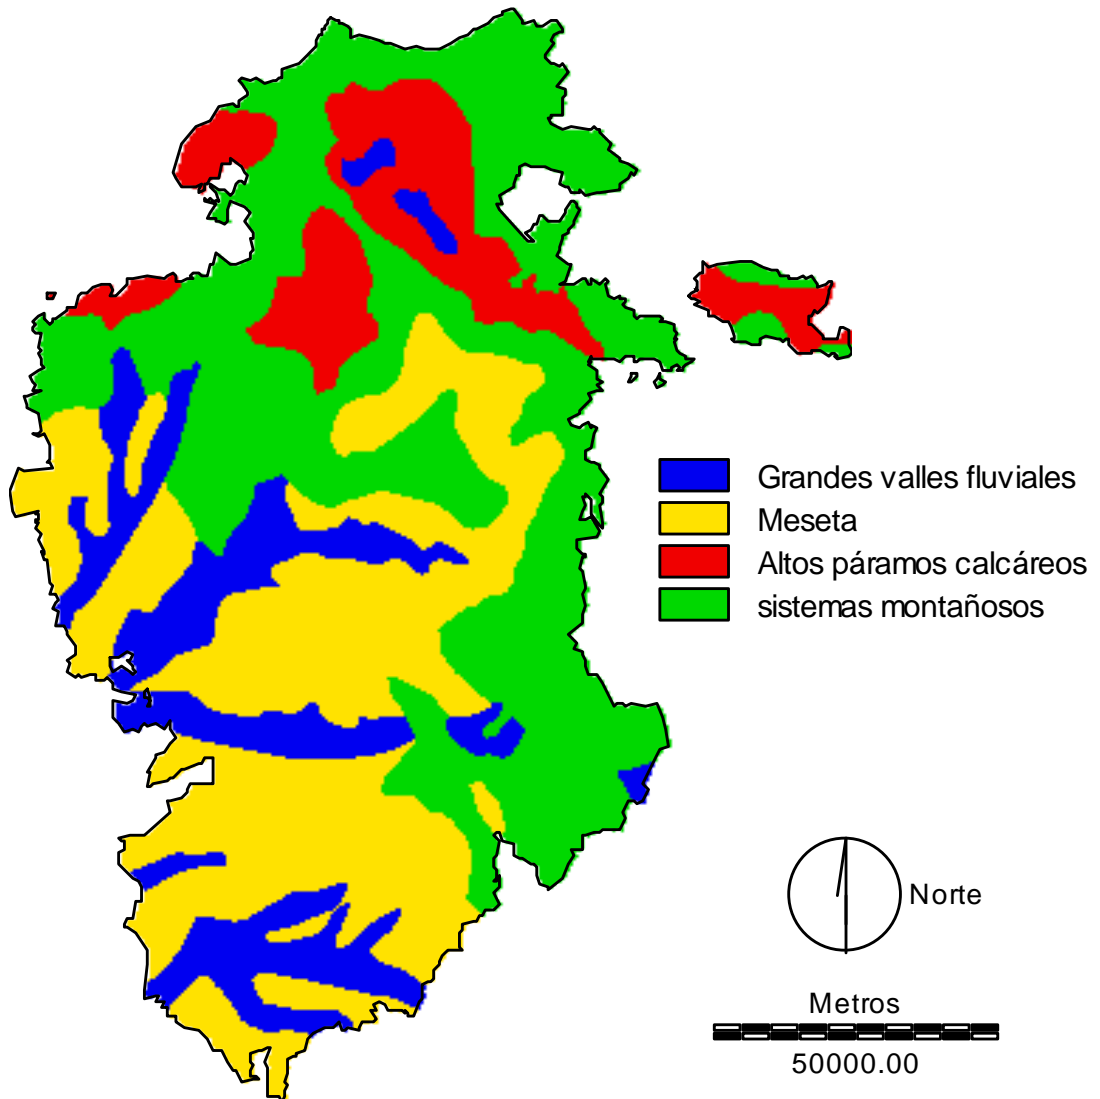 Grandes valles fluviales
Meseta
Altos páramos calcáreos
sistemas montañosos
Norte
Metros
50000.00